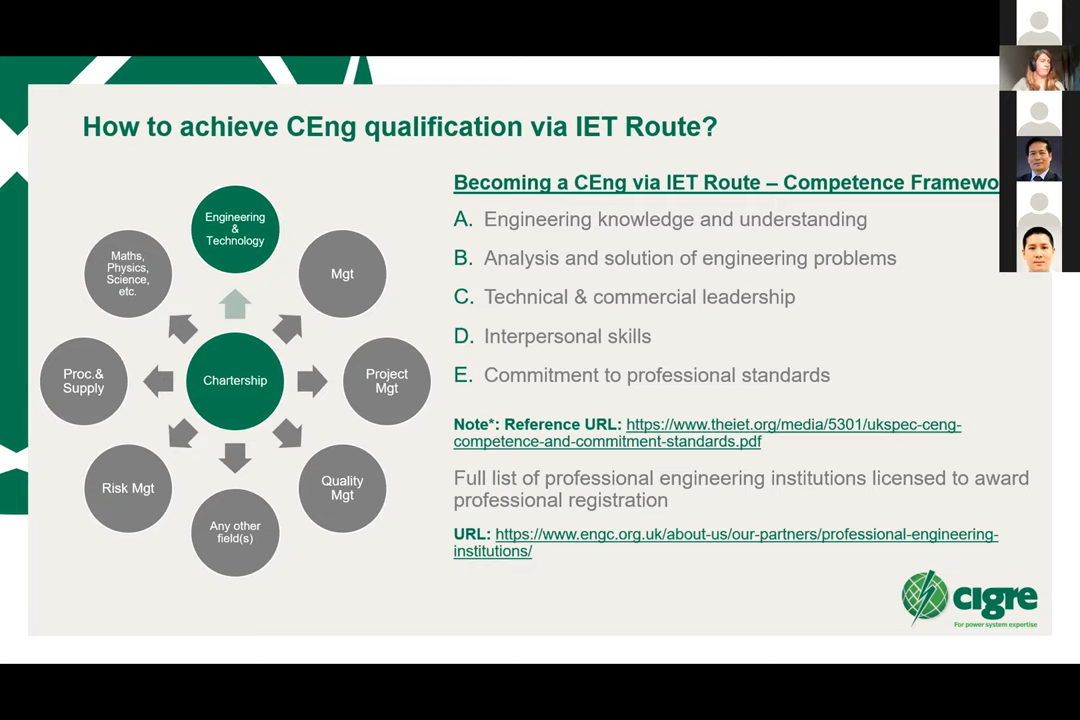 How to achieve CEng qualification via IET Route?
Engineering
&
Technology
Mgt
Project
Mgt
Quality
Mgt
Any other
field(s)
Risk Mgt
Proc.&
Supply
Maths,
Physics,
Science,
etc.
Chartership
Becoming a CEng via IET Route – Competence Framewo
A. Engineering knowledge and understanding
B. Analysis and solution of engineering problems
C. Technical & commercial leadership
D. Interpersonal skills
E. Commitment to professional standards
Note*: Reference URL: https://www.theiet.org/media/5301/ukspec-ceng-
competence-and-commitment-standards.pdf
Full list of professional engineering institutions licensed to award
professional registration
URL: https://www.engc.org.uk/about-us/our-partners/professional-engineering-
institutions/
cigre
For power system expertise